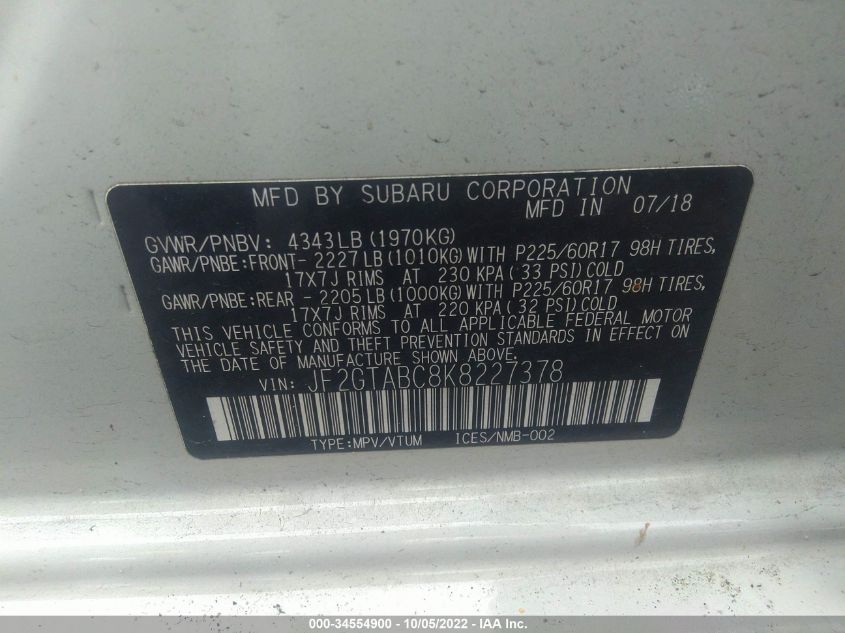 MFD BY SUBARU CORPORATION
MFD IN 07/18
GVWR/PNBV: 4343LB (1970KG)
GAWR/PNBE:FRONT- 2227LB (1010KG)WITH P225/60R17 98H TIRES,
17X7J RIMS AT 230 KPA( 33 PSI)COLD
GAWR/PNBE:REAR - 2205LB (1000KG)WITH P225/60R17 98H TIRES,
17X7J RIMS AT 220 KPA( 32 PSI)COLD
THIS VEHICLE CONFORMS TO ALL APPLICABLE FEDERAL MOTOR
VEHICLE SAFETY AND THEFT PREVENTION STANDARDS IN EFFECT ON
THE DATE OF MANUFACTURE SHOWN ABOVE.
VIN: JF2GTABC8K8227378
TYPE:MPV/VTUM ICES/NMB-002
000-34554900 - 10/05/2022 - IAA Inc.